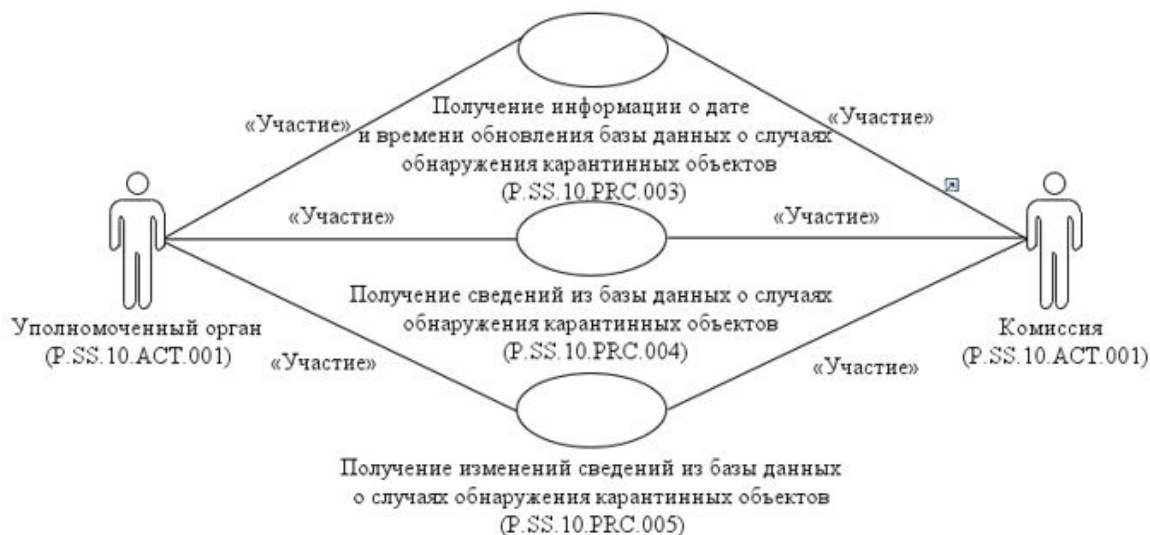 Получение информации о дате
и времени обновления базы данных о случаях
обнаружения карантинных объектов
(P.SS.10.PRC.003)
«Участие»
«Участие»
«Участие»
«Участие»
Получение сведений из базы данных о случаях
обнаружения карантинных объектов
(P.SS.10.PRC.004)
Уполномоченный орган
(P.SS.10.ACT.001)
Комиссия
(P.SS.10.ACT.001)
«Участие»
«Участие»
Получение изменений сведений из базы данных
о случаях обнаружения карантинных объектов
(P.SS.10.PRC.005)